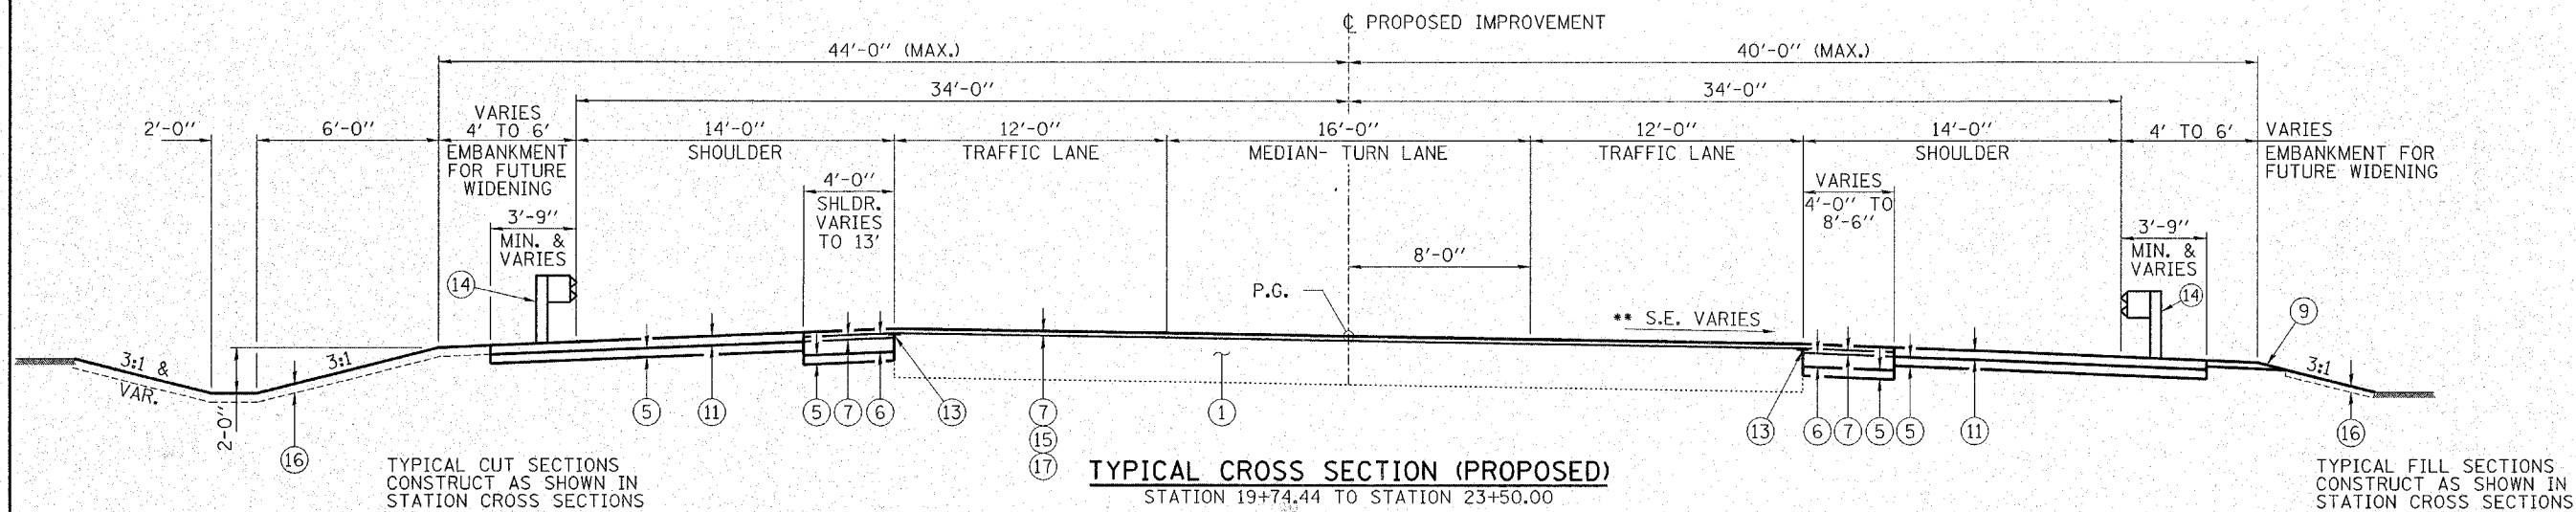 ℄ PROPOSED IMPROVEMENT
44'-0" (MAX.)
40'-0" (MAX.)
34'-0"
34'-0"
2'-0"
6'-0"
VARIES
4' TO 6'
EMBANKMENT
FOR FUTURE
WIDENING
14'-0"
SHOULDER
12'-0"
TRAFFIC LANE
16'-0"
MEDIAN- TURN LANE
12'-0"
TRAFFIC LANE
14'-0"
SHOULDER
4' TO 6'
VARIES
EMBANKMENT FOR
FUTURE WIDENING
3'-9"
MIN. &
VARIES
4'-0"
SHLDR.
VARIES
TO 13'
8'-0"
VARIES
4'-0" TO
8'-6"
3'-9"
MIN. &
VARIES
14
P.G.
** S.E. VARIES
14
9
3:1 &
VAR.
3:1
3:1
2-0"
16
5
11
5
7
6
13
7
15
17
1
13
6
7
5
5
11
16
TYPICAL CUT SECTIONS
CONSTRUCT AS SHOWN IN
STATION CROSS SECTIONS
TYPICAL CROSS SECTION (PROPOSED)
STATION 19+74.44 TO STATION 23+50.00
TYPICAL FILL SECTIONS
CONSTRUCT AS SHOWN IN
STATION CROSS SECTIONS